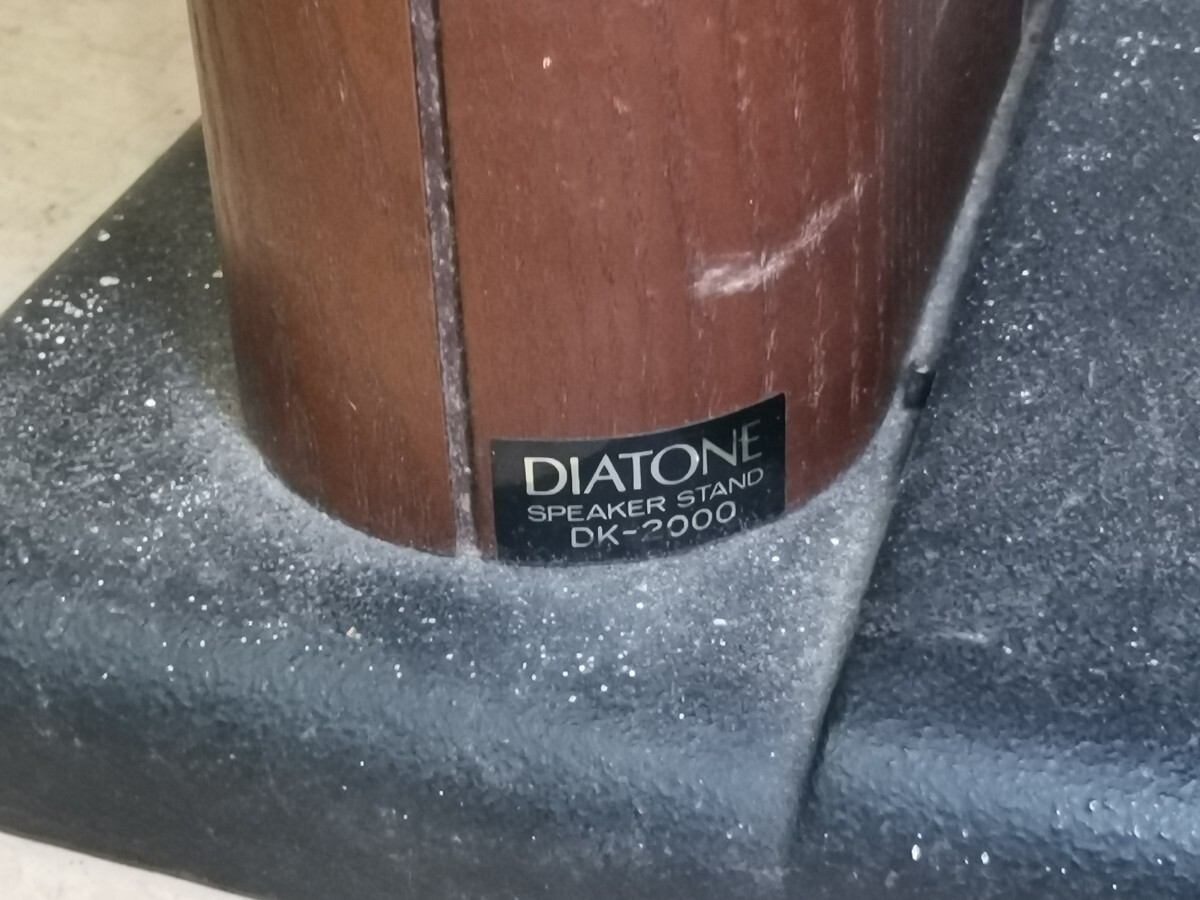 DIATONE
SPEAKER STAND
DK-2000